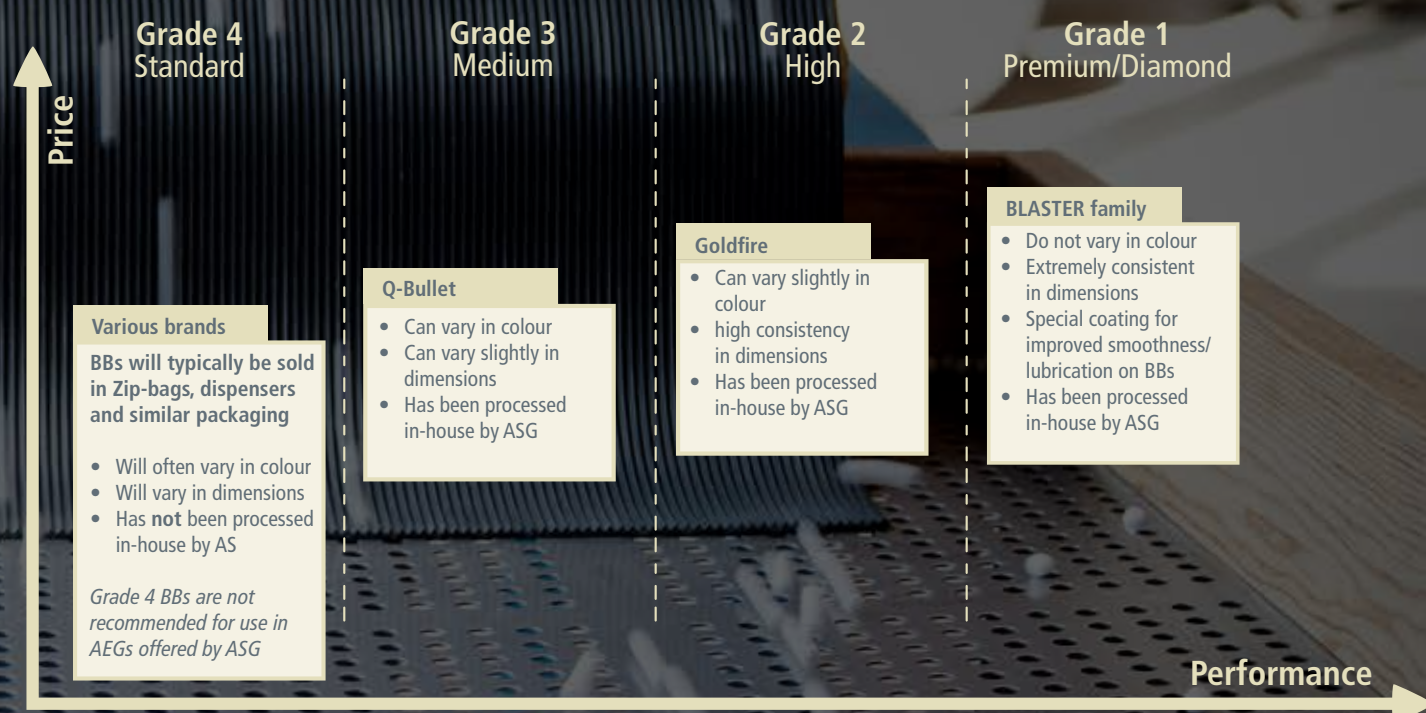 Grade 4
Standard
Grade 3
Medium
Grade 2
High
Grade 1
Premium/Diamond
Price
Various brands
BBs will typically be sold
in Zip-bags, dispensers
and similar packaging
• Will often vary in colour
• Will vary in dimensions
• Has not been processed
in-house by AS
Grade 4 BBs are not
recommended for use in
AEGs offered by ASG
Q-Bullet
• Can vary in colour
• Can vary slightly in
dimensions
• Has been processed
in-house by ASG
Goldfire
• Can vary slightly in
colour
• high consistency
in dimensions
• Has been processed
in-house by ASG
BLASTER family
• Do not vary in colour
• Extremely consistent
in dimensions
• Special coating for
improved smoothness/
lubrication on BBs
• Has been processed
in-house by ASG
Performance